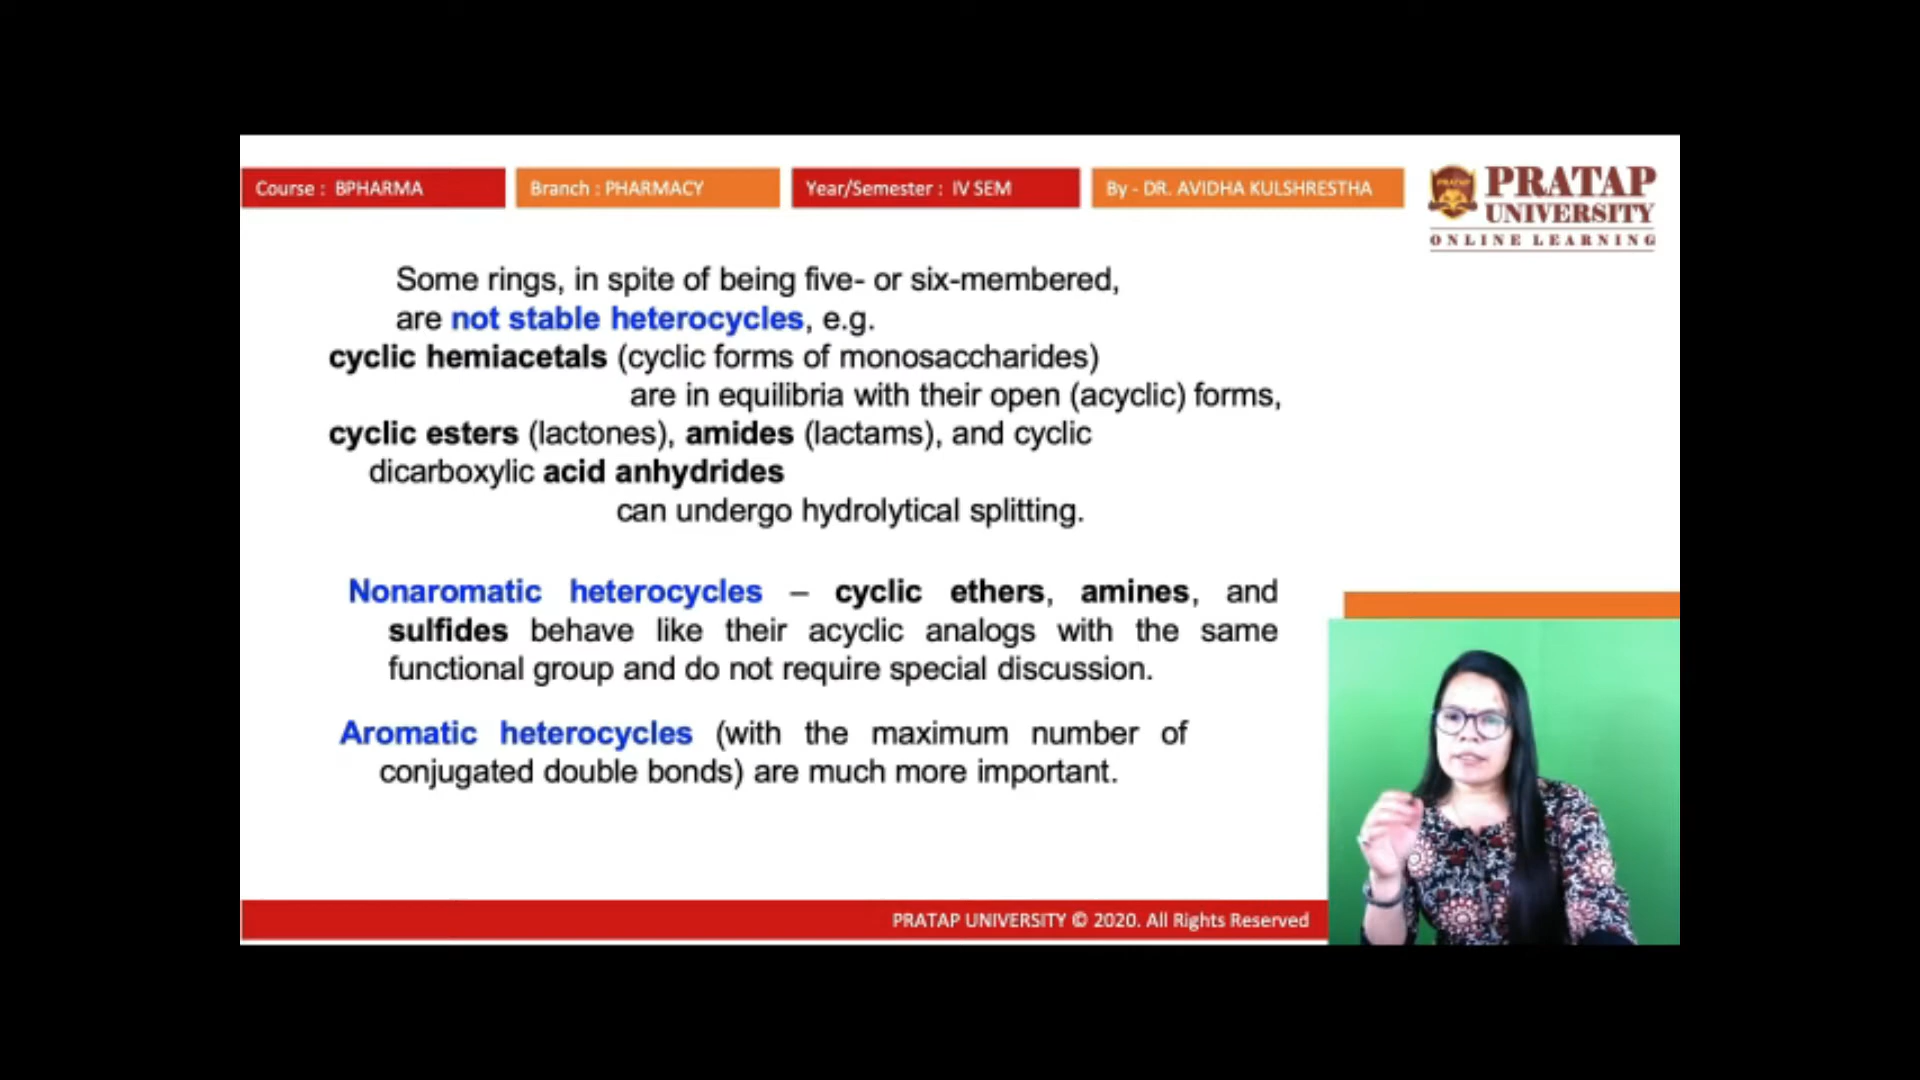 Course : BPHARMA
Branch : PHARMACY
Year/Semester : IV SEM
By - DR. AVIDHA KULSHRESTHA
PRATAP
PRATAP
UNIVERSITY
ONLINE LEARNING
Some rings, in spite of being five- or six-membered,
are not stable heterocycles, e.g.
cyclic hemiacetals (cyclic forms of monosaccharides)
are in equilibria with their open (acyclic) forms,
cyclic esters (lactones), amides (lactams), and cyclic
dicarboxylic acid anhydrides
can undergo hydrolytical splitting.
Nonaromatic heterocycles – cyclic ethers, amines, and
sulfides behave like their acyclic analogs with the same
functional group and do not require special discussion.
Aromatic heterocycles (with the maximum number of
conjugated double bonds) are much more important.
PRATAP UNIVERSITY © 2020. All Rights Reserved